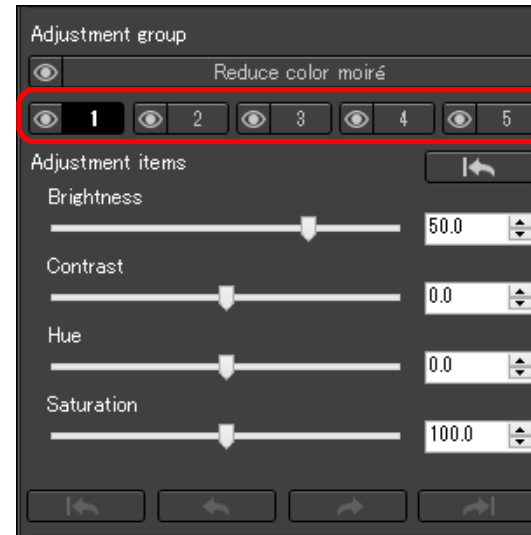 Adjustment group
Reduce color moiré
1 2 3 4 5
Adjustment items
Brightness
50.0
Contrast
0.0
Hue
0.0
Saturation
100.0